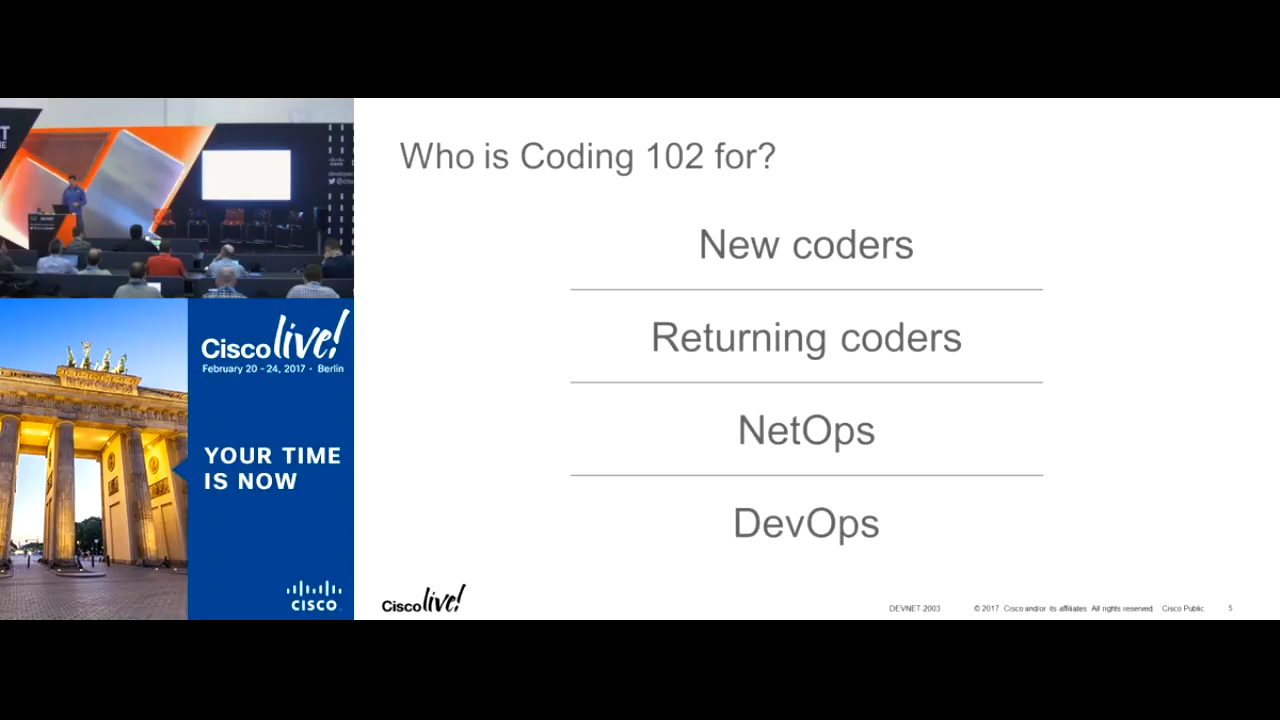 Who is Coding 102 for?
New coders
Returning coders
NetOps
DevOps
Cisco live!
February 20 - 24, 2017 • Berlin
YOUR TIME
IS NOW
CISCO
Cisco live!
DEVNET-2003 © 2017 Cisco and/or its affiliates. All rights reserved. Cisco Public 5